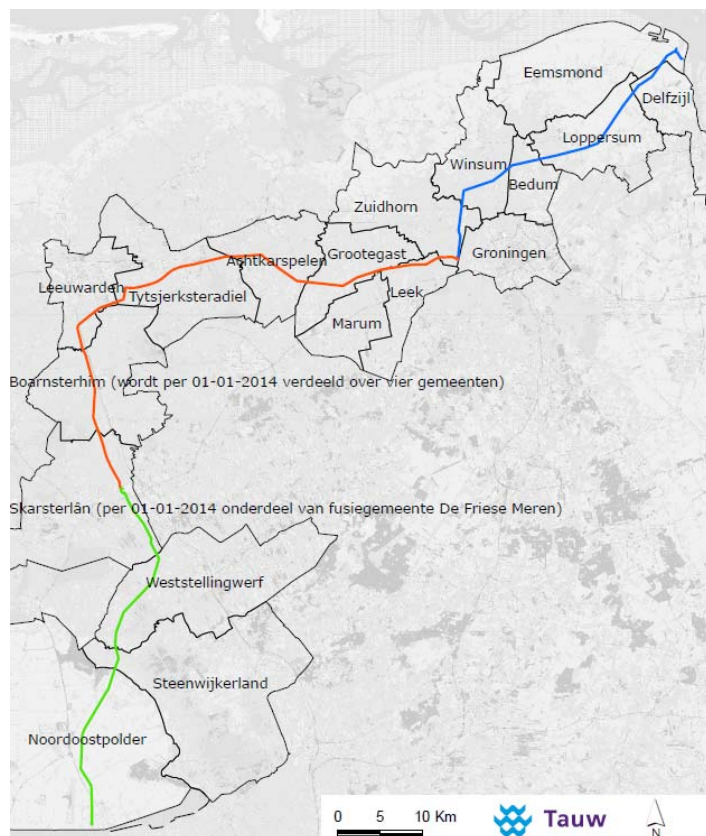 Eemsmond
Delfzijl
Loppersum
Winsum
Bedum
Zuidhorn
Groningen
Achtkarspelen
Grootegast
Leek
Leeuwarden
Tytsjerksteradiel
Marum
Boarnsterhim (wordt per 01-01-2014 verdeeld over vier gemeenten)
Skarsterlân (per 01-01-2014 onderdeel van fusiegemeente De Friese Meren)
Weststellingwerf
Steenwijkerland
Noordoostpolder
0 5 10 Km
Tauw
N